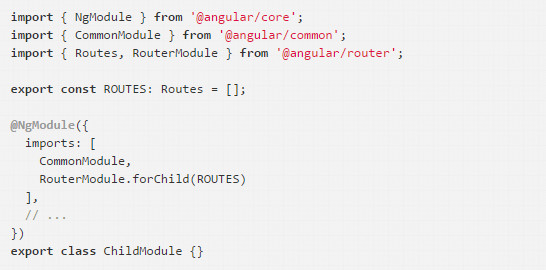 import { NgModule } from '@angular/core';
import { CommonModule } from '@angular/common';
import { Routes, RouterModule } from '@angular/router';

export const ROUTES: Routes = [];

@NgModule({
  imports: [
    CommonModule,
    RouterModule.forChild(ROUTES)
  ],
  // ...
})
export class ChildModule {}